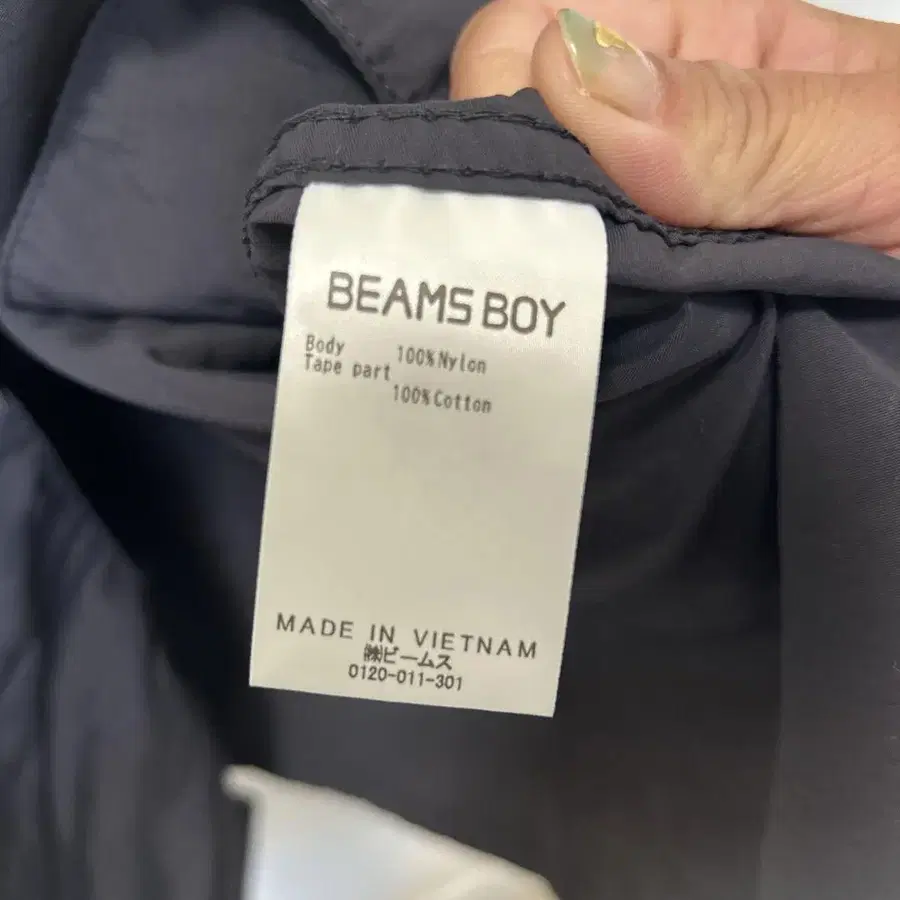 BEAMS BOY
Body 100%Nylon
Tape part
100%Cotton
MADE IN VIETNAM
㈱ビームス
0120-011-301